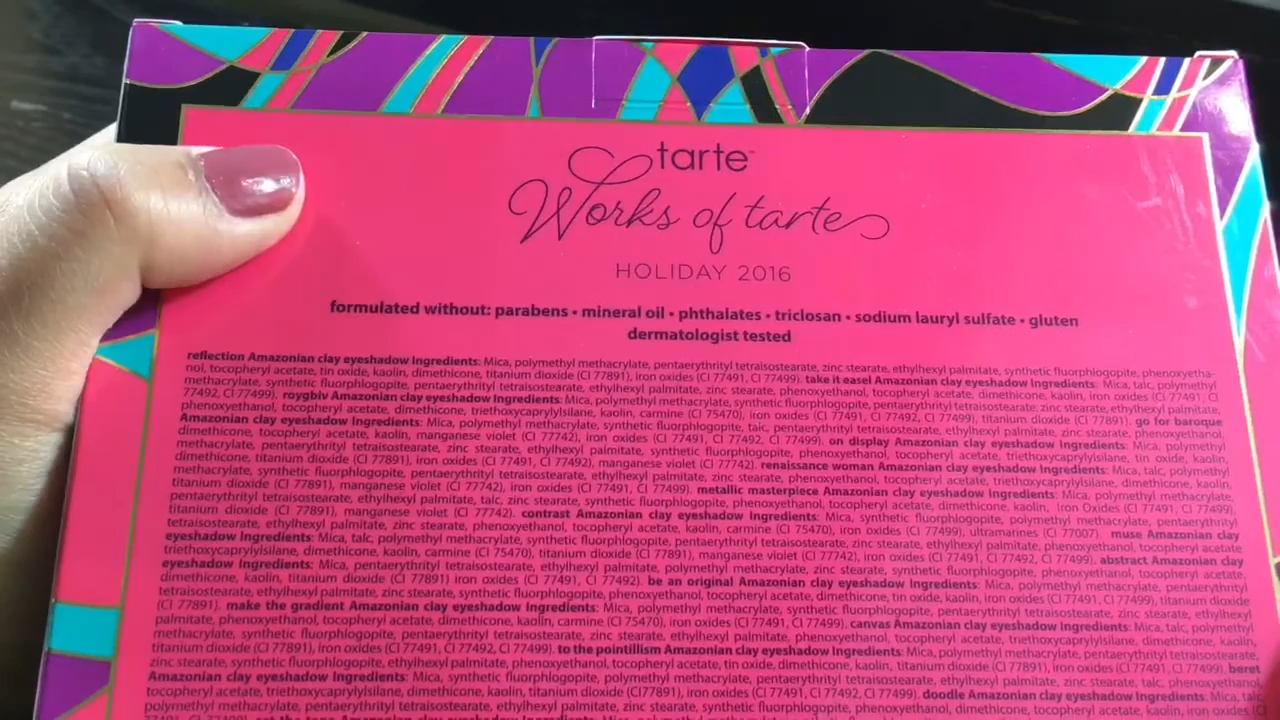 tarte™
Works of tarte
HOLIDAY 2016
formulated without: parabens • mineral oil • phthalates • triclosan • sodium lauryl sulfate • gluten
dermatologist tested
reflection Amazonian clay eyeshadow Ingredients: Mica, polymethyl methacrylate, pentaerythrityl tetraisostearate, zinc stearate, ethylhexyl palmitate, synthetic fluorphlogopite, phenoxyetha-
nol, tocopheryl acetate, tin oxide, kaolin, dimethicone, titanium dioxide (CI 77891), iron oxides (CI 77491, CI 77499). take it easel Amazonian clay eyeshadow Ingredients: Mica, talc, polymethyl
methacrylate, synthetic fluorphlogopite, pentaerythrityl tetraisostearate, ethylhexyl palmitate, zinc stearate, phenoxyethanol, tocopheryl acetate, dimethicone, kaolin, iron oxides (CI 77491, CI
77492, CI 77499). roygbiv Amazonian clay eyeshadow Ingredients: Mica, polymethyl methacrylate, synthetic fluorphlogopite, pentaerythrityl tetraisostearate, zinc stearate, ethylhexyl palmitate,
phenoxyethanol, tocopheryl acetate, dimethicone, triethoxycaprylylsilane, kaolin, carmine (CI 75470), iron oxides (CI 77491, CI 77492, CI 77499), titanium dioxide (CI 77891). go for baroque
Amazonian clay eyeshadow Ingredients: Mica, polymethyl methacrylate, synthetic fluorphlogopite, talc, pentaerythrityl tetraisostearate, ethylhexyl palmitate, zinc stearate, phenoxyethanol,
dimethicone, tocopheryl acetate, kaolin, manganese violet (CI 77742), iron oxides (CI 77491, CI 77492, CI 77499). on display Amazonian clay eyeshadow Ingredients: Mica, polymethyl
methacrylate, pentaerythrityl tetraisostearate, zinc stearate, ethylhexyl palmitate, synthetic fluorphlogopite, phenoxyethanol, tocopheryl acetate, triethoxycaprylylsilane, tin oxide, kaolin,
dimethicone, titanium dioxide (CI 77891), iron oxides (CI 77491, CI 77492), manganese violet (CI 77742). renaissance woman Amazonian clay eyeshadow Ingredients: Mica, talc, polymethyl
methacrylate, synthetic fluorphlogopite, pentaerythrityl tetraisostearate, ethylhexyl palmitate, zinc stearate, phenoxyethanol, tocopheryl acetate, triethoxycaprylylsilane, dimethicone, kaolin,
titanium dioxide (CI 77891), manganese violet (CI 77742), iron oxides (CI 77491, CI 77499). metallic masterpiece Amazonian clay eyeshadow Ingredients: Mica, polymethyl methacrylate,
pentaerythrityl tetraisostearate, ethylhexyl palmitate, talc, zinc stearate, synthetic fluorphlogopite, phenoxyethanol, tocopheryl acetate, dimethicone, kaolin, Iron Oxides (CI 77491, CI 77499),
titanium dioxide (CI 77891), manganese violet (CI 77742). contrast Amazonian clay eyeshadow Ingredients: Mica, synthetic fluorphlogopite, polymethyl methacrylate, pentaerythrityl
tetraisostearate, ethylhexyl palmitate, zinc stearate, phenoxyethanol, tocopheryl acetate, kaolin, carmine (CI 75470), iron oxides (CI 77499), ultramarines (CI 77007). muse Amazonian clay
eyeshadow Ingredients: Mica, talc, polymethyl methacrylate, synthetic fluorphlogopite, pentaerythrityl tetraisostearate, zinc stearate, ethylhexyl palmitate, phenoxyethanol, tocopheryl acetate
triethoxycaprylylsilane, dimethicone, kaolin, carmine (CI 75470), titanium dioxide (CI 77891), manganese violet (CI 77742), iron oxides (CI 77491, CI 77492, CI 77499). abstract Amazonian clay
eyeshadow Ingredients: Mica, pentaerythrityl tetraisostearate, ethylhexyl palmitate, polymethyl methacrylate, zinc stearate, synthetic fluorphlogopite, phenoxyethanol, tocopheryl acetate,
dimethicone, kaolin, titanium dioxide (CI 77891) iron oxides (CI 77491, CI 77492). be an original Amazonian clay eyeshadow Ingredients: Mica, polymethyl methacrylate, pentaerythrityl
tetraisostearate, ethylhexyl palmitate, zinc stearate, synthetic fluorphlogopite, phenoxyethanol, tocopheryl acetate, dimethicone, tin oxide, kaolin, iron oxides (CI 77491, CI 77499), titanium dioxide
(CI 77891). make the gradient Amazonian clay eyeshadow Ingredients: Mica, polymethyl methacrylate, synthetic fluorphlogopite, pentaerythrityl tetraisostearate, zinc stearate, ethylhexyl
palmitate, phenoxyethanol, tocopheryl acetate, dimethicone, kaolin, carmine (CI 75470), iron oxides (CI 77491, CI 77499). canvas Amazonian clay eyeshadow Ingredients: Mica, talc, polymethyl
methacrylate, synthetic fluorphlogopite, pentaerythrityl tetraisostearate, zinc stearate, ethylhexyl palmitate, phenoxyethanol, tocopheryl acetate, triethoxycaprylylsilane, dimethicone, kaolin,
titanium dioxide (CI 77891), iron oxides (CI 77491, CI 77492, CI 77499). to the pointillism Amazonian clay eyeshadow Ingredients: Mica, polymethyl methacrylate, pentaerythrityl tetraisostearate,
zinc stearate, synthetic fluorphlogopite, ethylhexyl palmitate, phenoxyethanol, tocopheryl acetate, tin oxide, dimethicone, kaolin, titanium dioxide (CI 77891), iron oxides (CI 77491, CI 77499) beret
Amazonian clay eyeshadow Ingredients: Mica, synthetic fluorphlogopite, polymethyl methacrylate, pentaerythrityl tetraisostearate, ethylhexyl palmitate, zinc stearate, talc, phenoxyethanol
tocopheryl acetate, triethoxycaprylylsilane, dimethicone, kaolin, titanium dioxide (CI77891), iron oxides (CI 77491, CI 77492, CI 77499). doodle Amazonian clay eyeshadow Ingredients: Mica, talc
polymethyl methacrylate, pentaerythrityl tetraisostearate, zinc stearate, ethylhexyl palmitate, synthetic fluorphlogopite, phenoxyethanol, tocopheryl acetate, dimethicone, titanium dioxide